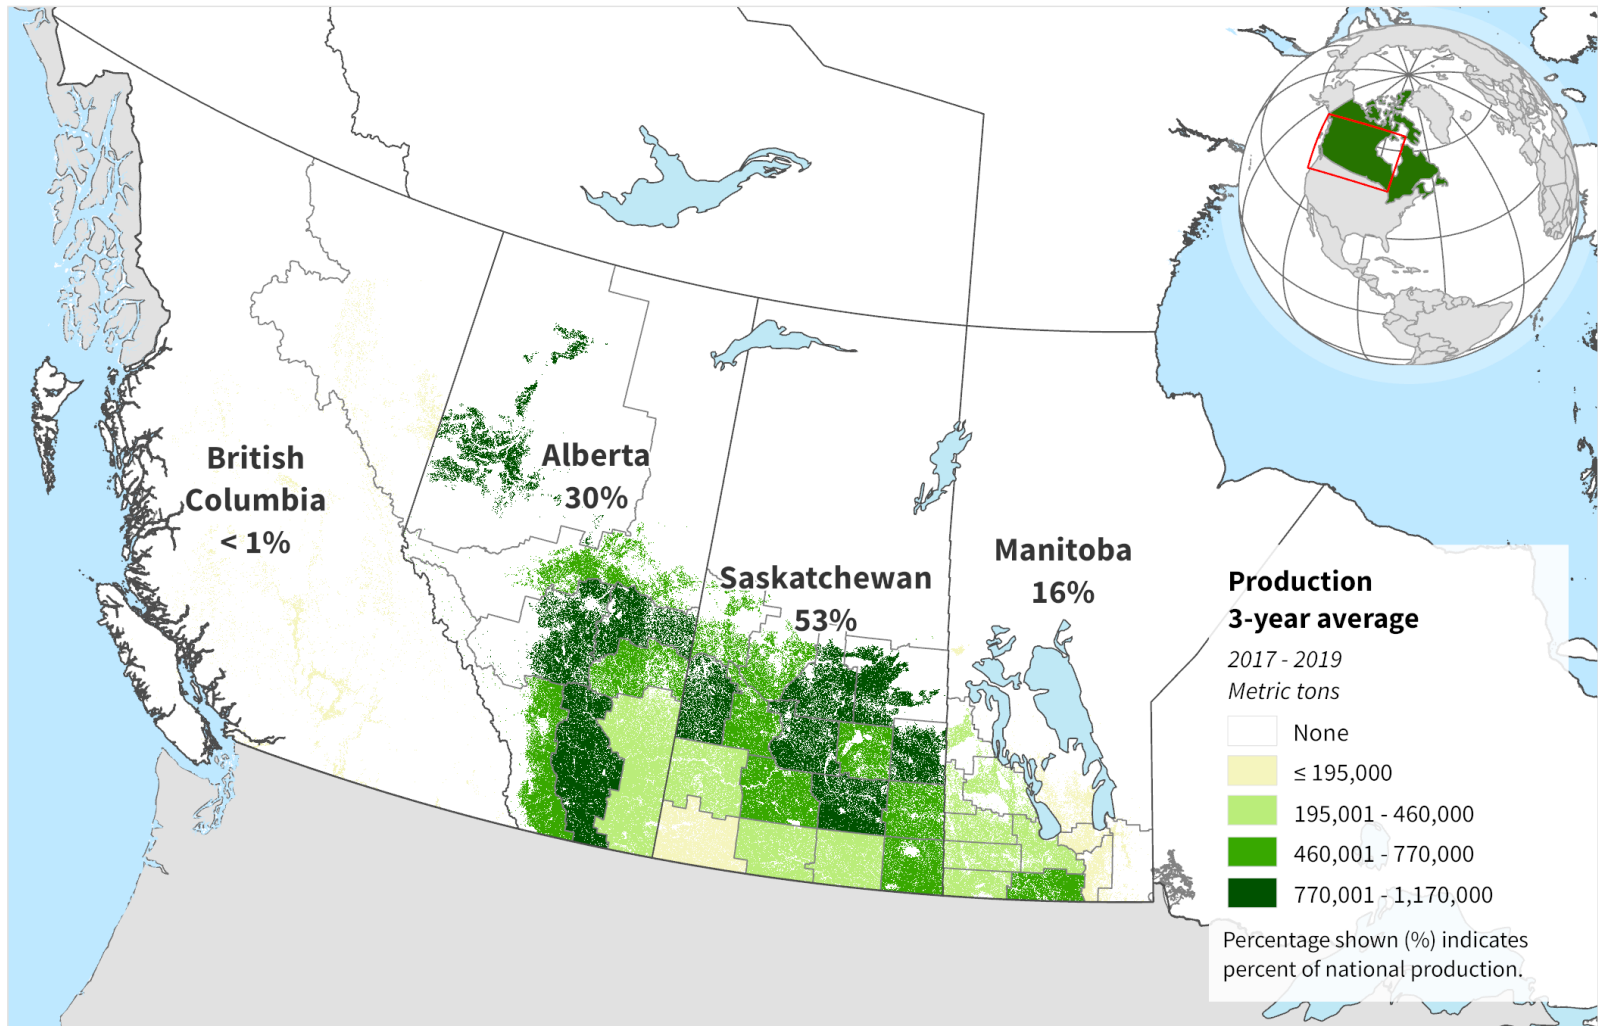 British
Columbia
< 1%
Alberta
30%
Saskatchewan
53%
Manitoba
16%
Production
3-year average
2017 - 2019
Metric tons
None
≤ 195,000
195,001 - 460,000
460,001 - 770,000
770,001 - 1,170,000
Percentage shown (%) indicates
percent of national production.